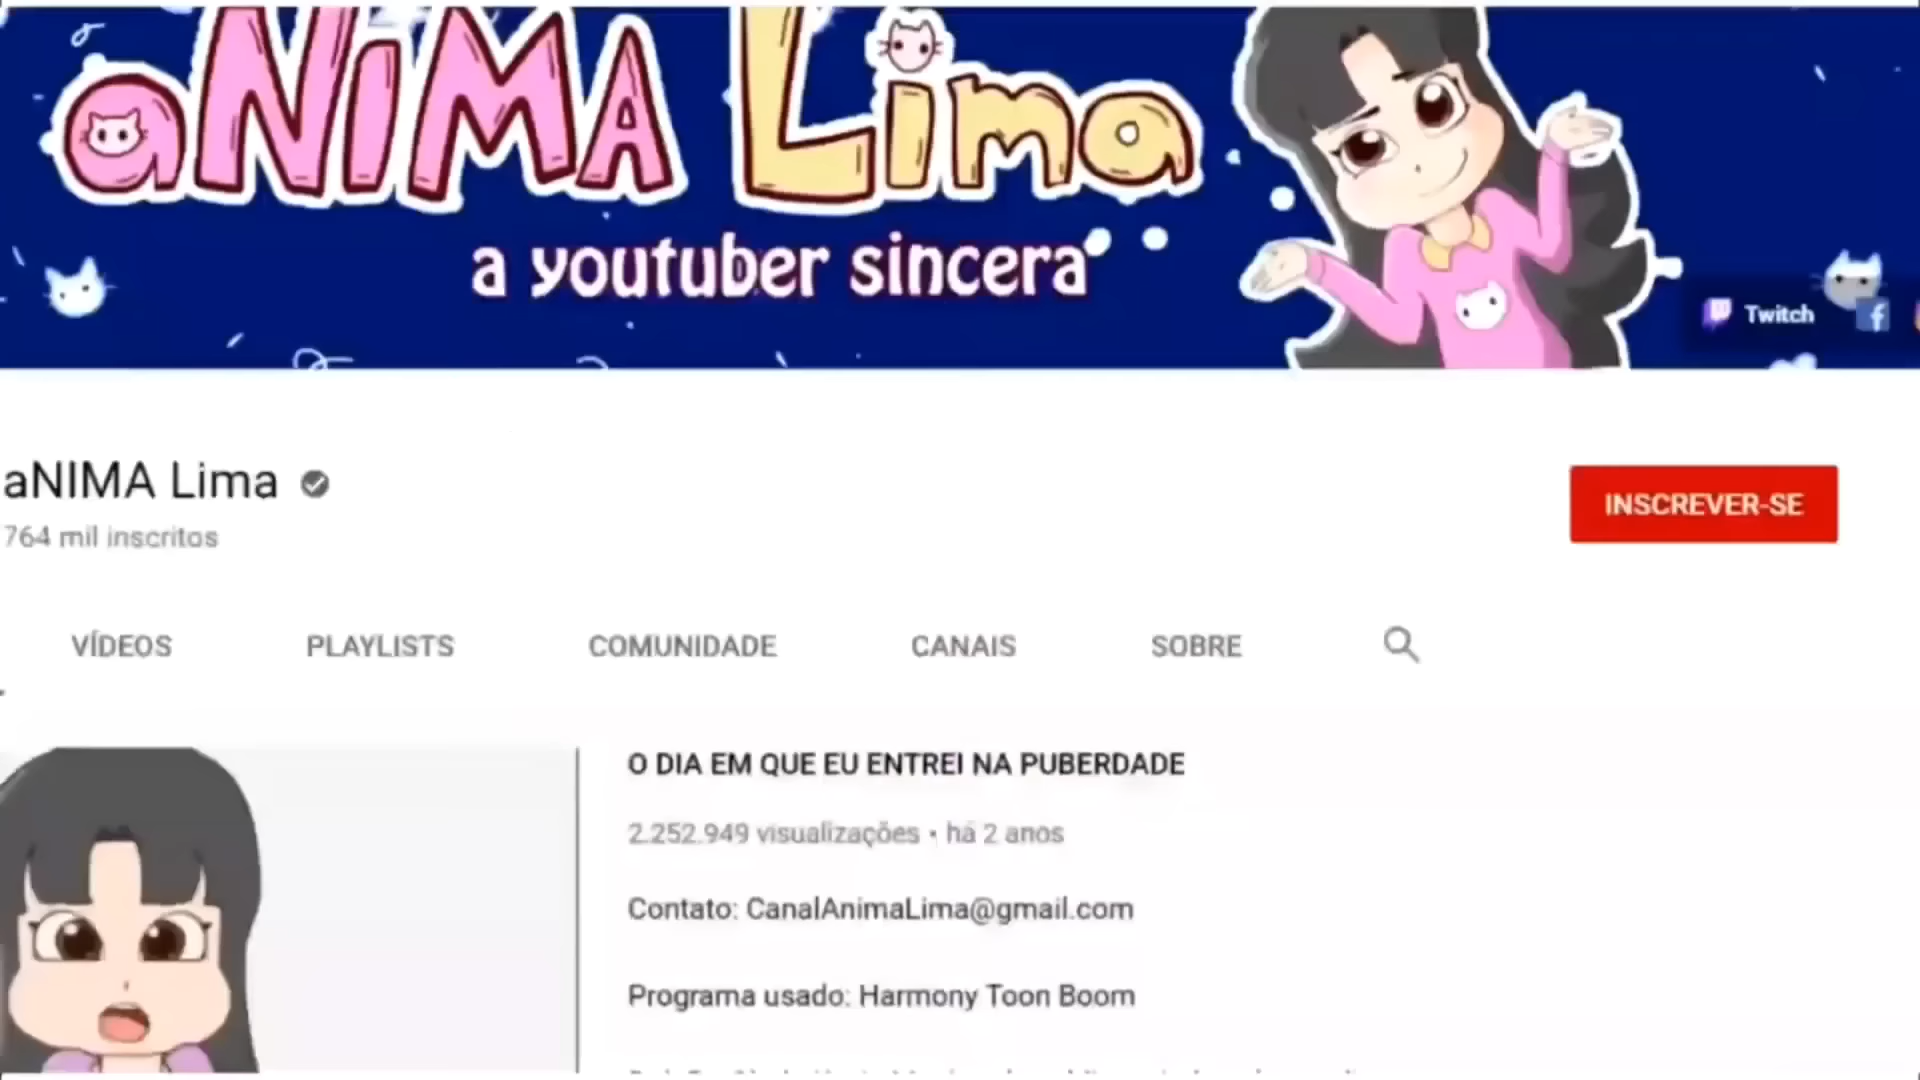 aNIMA Lima
a youtuber sincera
Twitch
aNIMA Lima
764 mil inscritos
INSCREVER-SE
VÍDEOS PLAYLISTS COMUNIDADE CANAIS SOBRE
O DIA EM QUE EU ENTREI NA PUBERDADE
2.252.949 visualizações • há 2 anos
Contato: CanalAnimaLima@gmail.com
Programa usado: Harmony Toon Boom